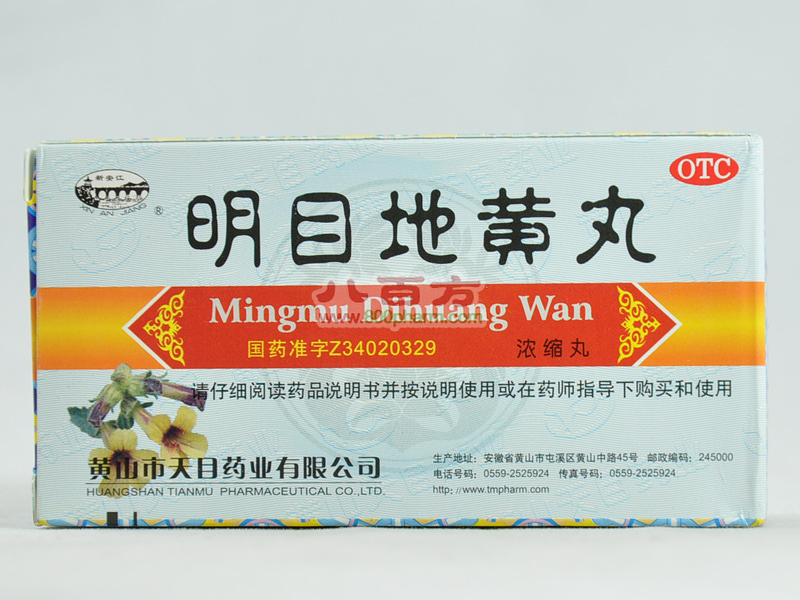 新安江
XIN AN JIANG
®
OTC
明目地黄丸
八百方
www.800pharm.com
Mingmu Dihuang Wan
国药准字Z34020329 浓缩丸
请仔细阅读药品说明书并按说明使用或在药师指导下购买和使用
黄山市天目药业有限公司
HUANGSHAN TIANMU PHARMACEUTICAL CO.,LTD.
生产地址：安徽省黄山市屯溪区黄山中路45号 邮政编码：245000
电话号码：0559-2525924 传真号码：0559-2525924
http://www.tmpharm.com